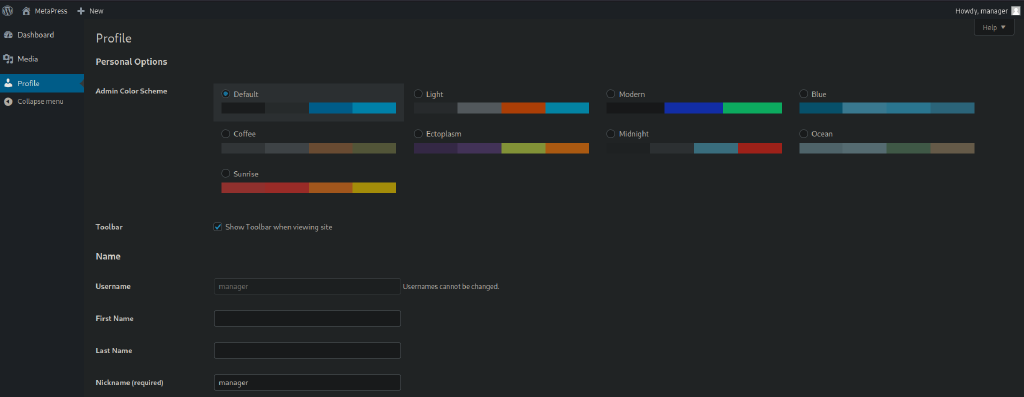 MetaPress New Howdy, manager
Help
Dashboard
Media
Profile
Collapse menu
Profile
Personal Options
Admin Color Scheme
Default Light Modern Blue
Coffee Ectoplasm Midnight Ocean
Sunrise
Toolbar Show Toolbar when viewing site
Name
Username manager Usernames cannot be changed.
First Name
Last Name
Nickname (required) manager